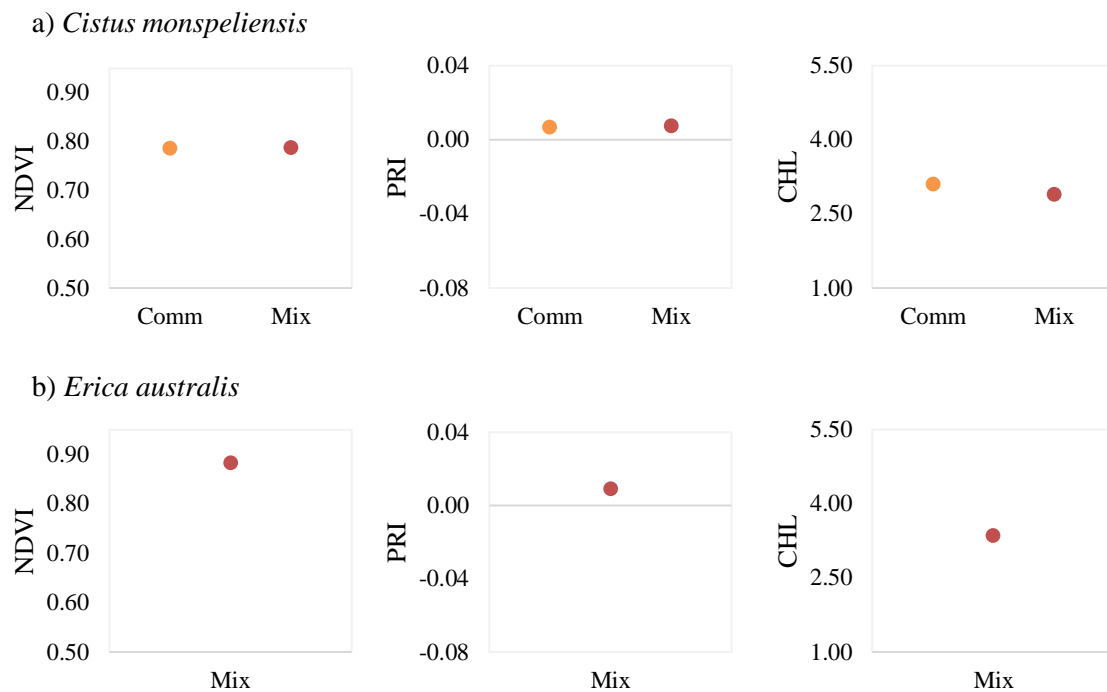 a) Cistus monspeliensis
NDVI
0.90
0.80
0.70
0.60
0.50
Comm Mix
PRI
0.04
0.00
-0.04
-0.08
Comm Mix
CHL
5.50
4.00
2.50
1.00
Comm Mix
b) Erica australis
NDVI
0.90
0.80
0.70
0.60
0.50
Mix
PRI
0.04
0.00
-0.04
-0.08
Mix
CHL
5.50
4.00
2.50
1.00
Mix